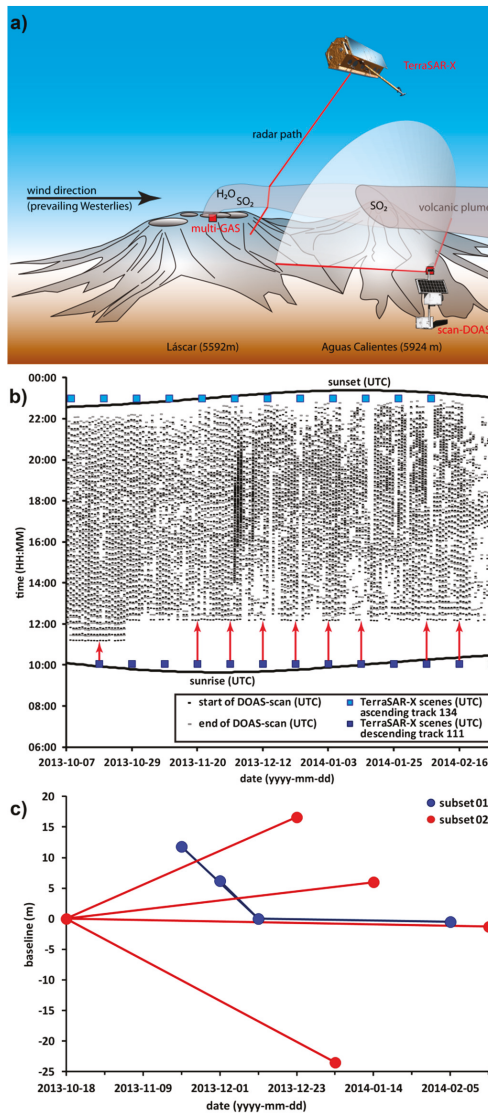 a)
TerraSAR-X
radar path
wind direction
(prevailing Westerlies)
H₂O
SO₂
SO₂
multi-GAS
volcanic plume
scan-DOAS
Láscar (5592m)
Aguas Calientes (5924 m)
b)
00:00
22:00
20:00
18:00
16:00
14:00
12:00
10:00
08:00
06:00
time (HH:MM)
sunset (UTC)
sunrise (UTC)
start of DOAS-scan (UTC)
end of DOAS-scan (UTC)
TerraSAR-X scenes (UTC)
ascending track 134
TerraSAR-X scenes (UTC)
descending track 111
2013-10-07 2013-10-29 2013-11-20 2013-12-12 2014-01-03 2014-01-25 2014-02-16
date (yyyy-mm-dd)
c)
subset 01
subset 02
20
15
10
5
0
-5
-10
-15
-20
-25
baseline (m)
2013-10-18 2013-11-09 2013-12-01 2013-12-23 2014-01-14 2014-02-05
date (yyyy-mm-dd)